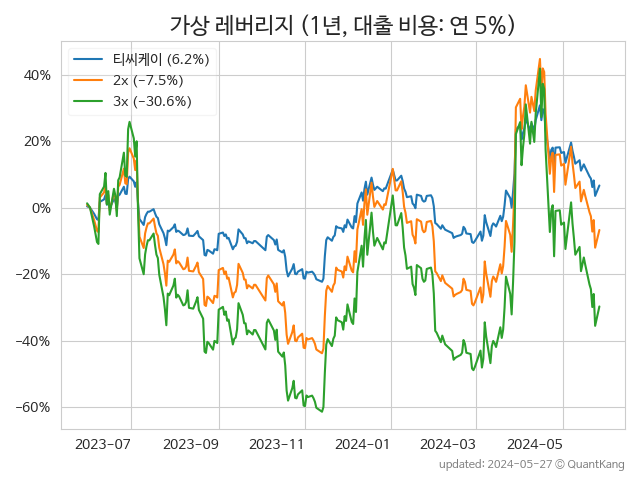 가상 레버리지 (1년, 대출 비용: 연 5%)
티씨케이 (6.2%)
2x (−7.5%)
3x (−30.6%)
40%
20%
0%
−20%
−40%
−60%
2023-07
2023-09
2023-11
2024-01
2024-03
2024-05
updated: 2024-05-27 © QuantKang